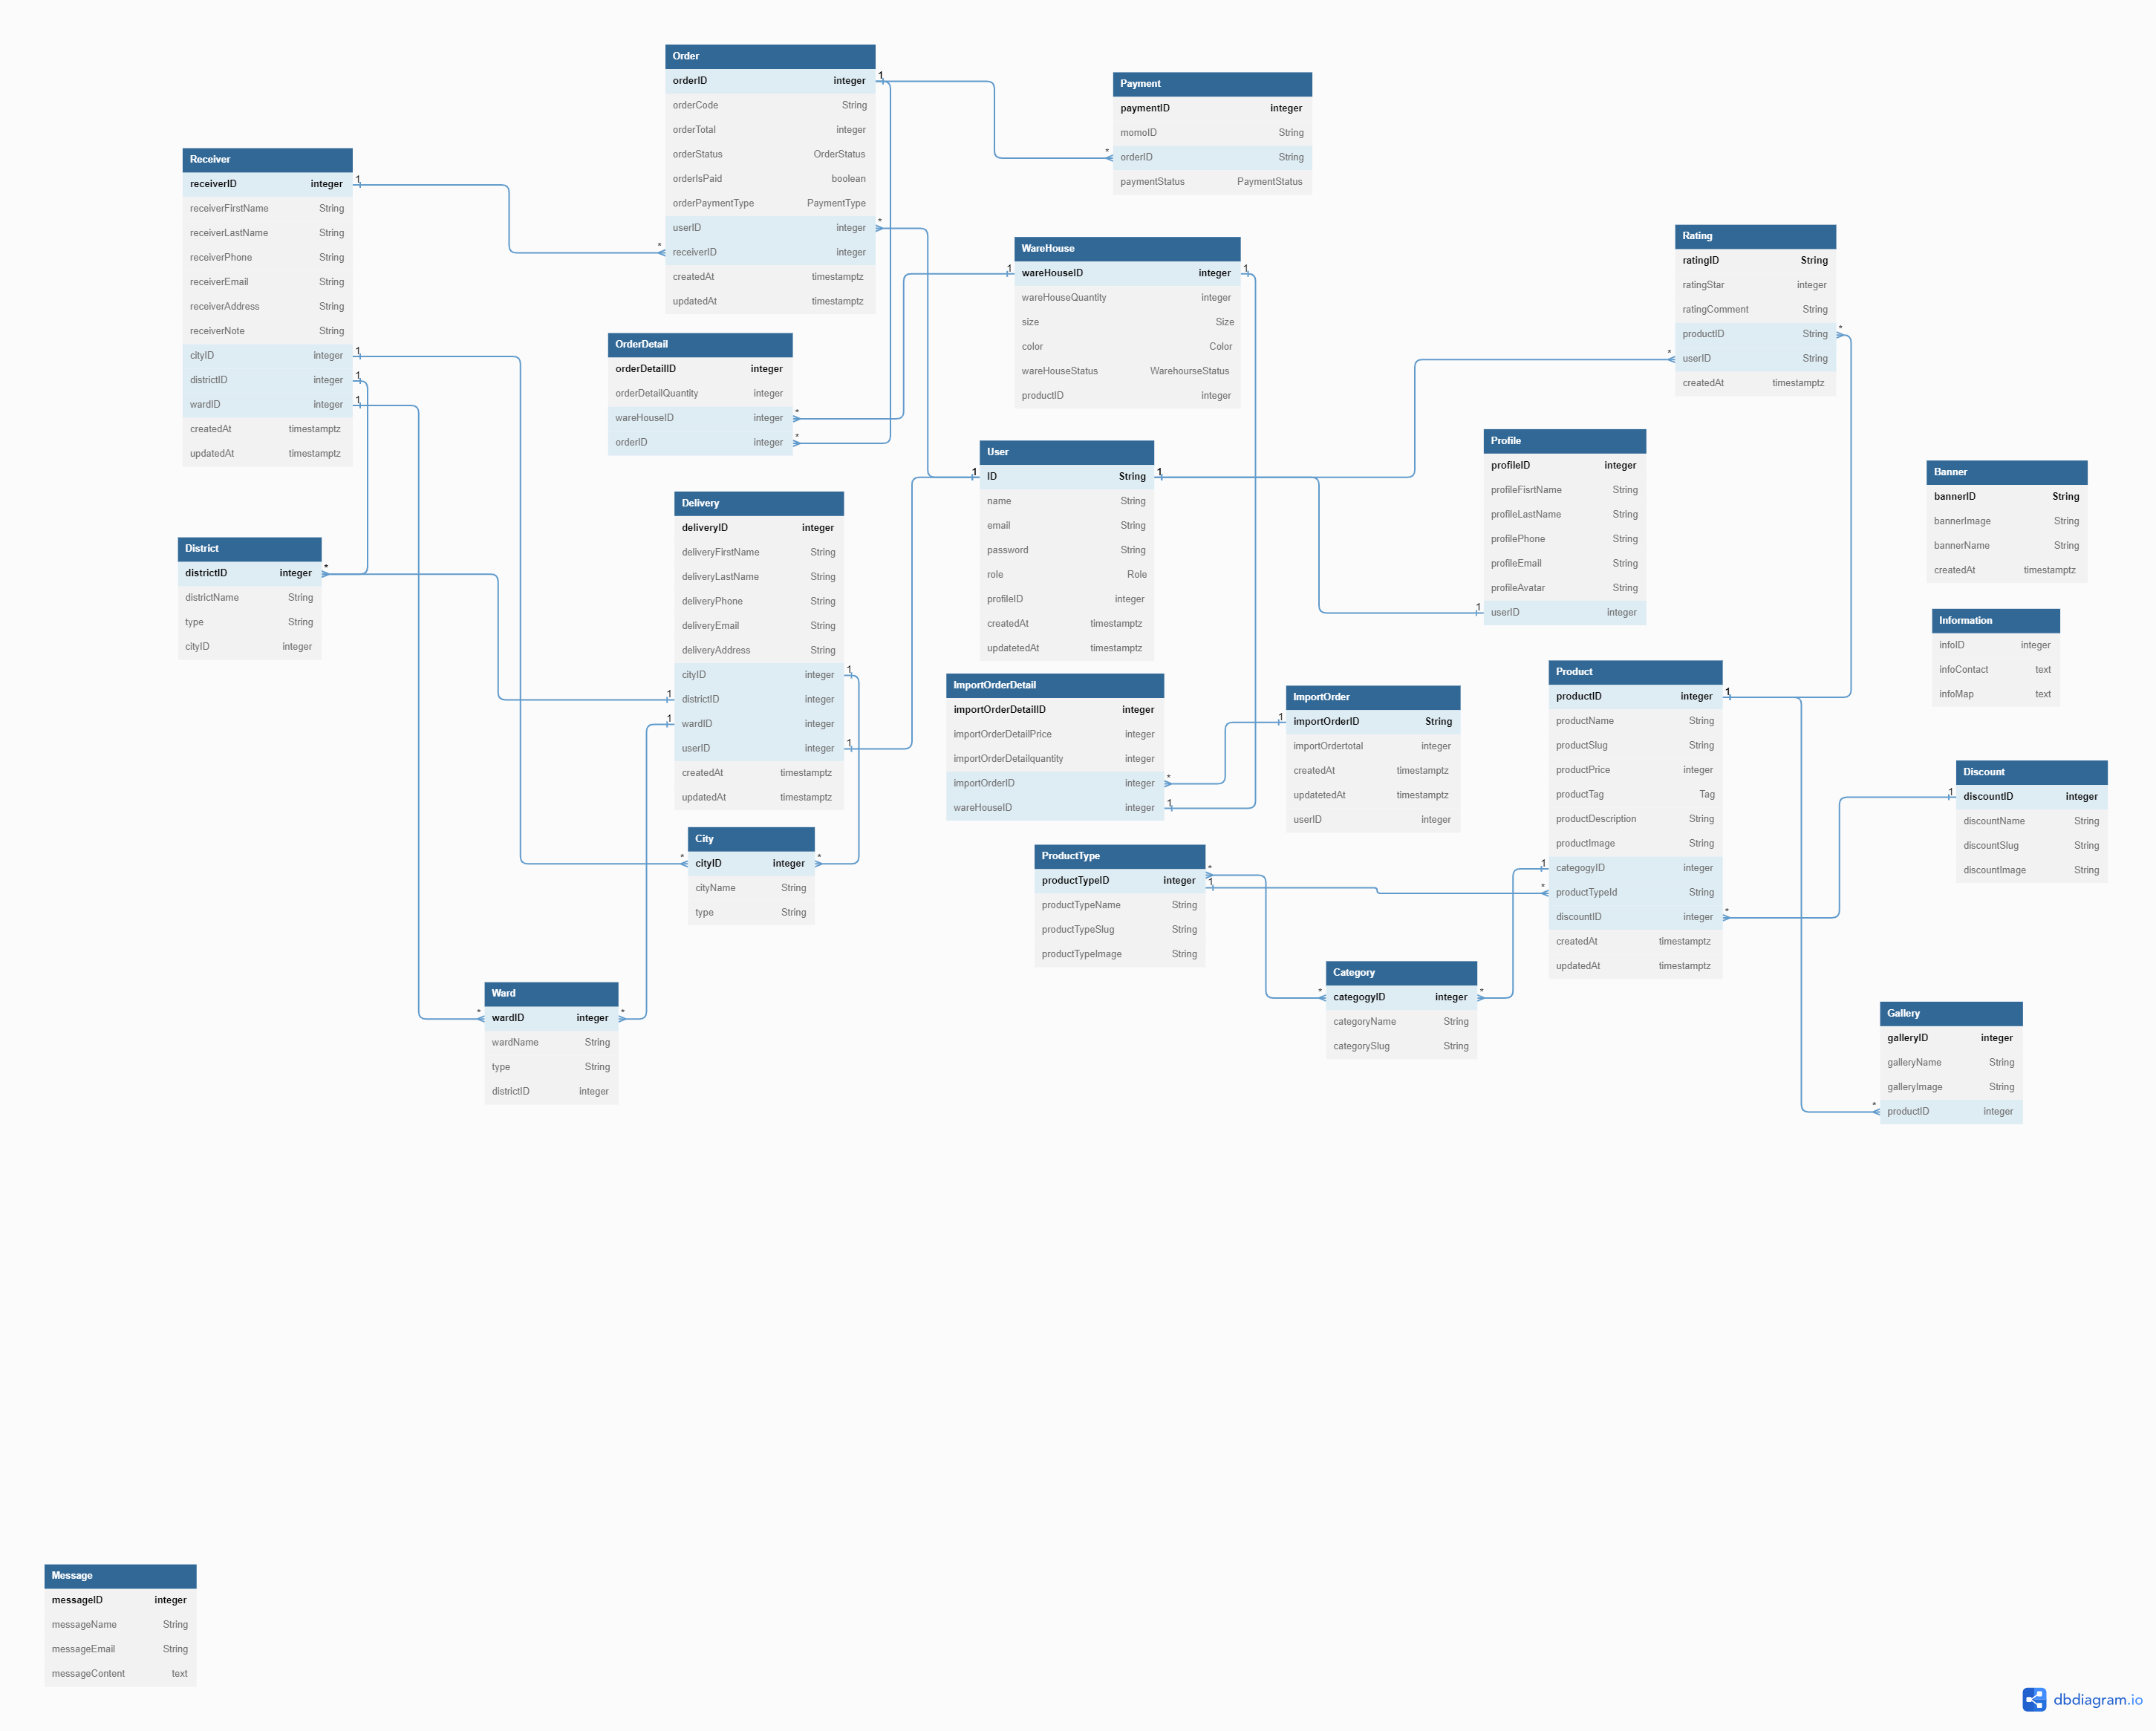 Order
orderID integer
orderCode String
orderTotal integer
orderStatus OrderStatus
orderIsPaid boolean
orderPaymentType PaymentType
userID integer
receiverID integer
createdAt timestamptz
updatedAt timestamptz
Payment
paymentID integer
momoID String
orderID String
paymentStatus PaymentStatus
Receiver
receiverID integer
receiverFirstName String
receiverLastName String
receiverPhone String
receiverEmail String
receiverAddress String
receiverNote String
cityID integer
districtID integer
wardID integer
createdAt timestamptz
updatedAt timestamptz
WareHouse
wareHouseID integer
wareHouseQuantity integer
size Size
color Color
wareHouseStatus WarehourseStatus
productID integer
Rating
ratingID String
ratingStar integer
ratingComment String
productID String
userID String
createdAt timestamptz
OrderDetail
orderDetailID integer
orderDetailQuantity integer
wareHouseID integer
orderID integer
User
ID String
name String
email String
password String
role Role
profileID integer
createdAt timestamptz
updatetedAt timestamptz
Profile
profileID integer
profileFisrtName String
profileLastName String
profilePhone String
profileEmail String
profileAvatar String
userID integer
Banner
bannerID String
bannerImage String
bannerName String
createdAt timestamptz
Delivery
deliveryID integer
deliveryFirstName String
deliveryLastName String
deliveryPhone String
deliveryEmail String
deliveryAddress String
cityID integer
districtID integer
wardID integer
userID integer
createdAt timestamptz
updatedAt timestamptz
District
districtID integer
districtName String
type String
cityID integer
Information
infoID integer
infoContact text
infoMap text
ImportOrderDetail
importOrderDetailID integer
importOrderDetailPrice integer
importOrderDetailquantity integer
importOrderID integer
wareHouseID integer
ImportOrder
importOrderID String
importOrdertotal integer
createdAt timestamptz
updatetedAt timestamptz
userID integer
Product
productID integer
productName String
productSlug String
productPrice integer
productTag Tag
productDescription String
productImage String
categogyID integer
productTypeId String
discountID integer
createdAt timestamptz
updatedAt timestamptz
Discount
discountID integer
discountName String
discountSlug String
discountImage String
City
cityID integer
cityName String
type String
ProductType
productTypeID integer
productTypeName String
productTypeSlug String
productTypeImage String
Category
categogyID integer
categoryName String
categorySlug String
Ward
wardID integer
wardName String
type String
districtID integer
Gallery
galleryID integer
galleryName String
galleryImage String
productID integer
Message
messageID integer
messageName String
messageEmail String
messageContent text
dbdiagram.io